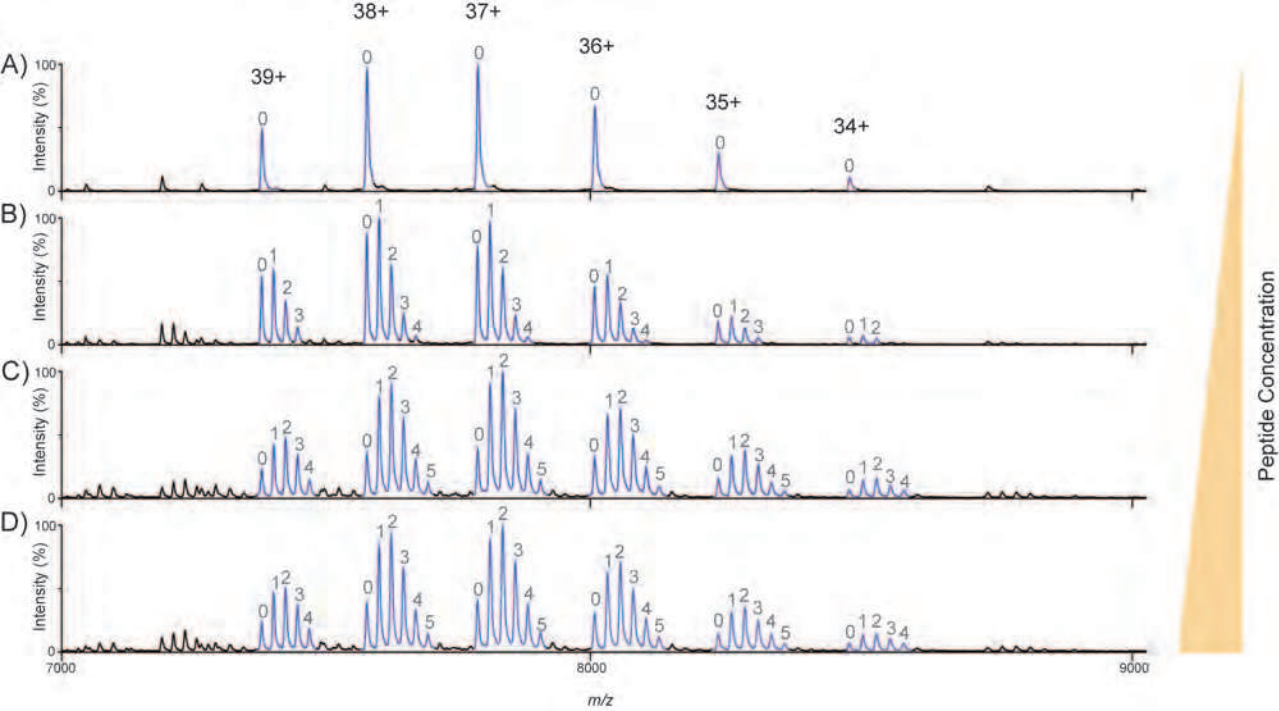 38+ 37+
36+
39+
35+
34+
A) 100
Intensity (%)
0
0 0 0 0 0 0
B) 100
Intensity (%)
0
0 1 2 3 0 1 2 3 4 0 1 2 3 4 0 1 2 3 4 0 1 2 3 0 1 2
C) 100
Intensity (%)
0
0 1 2 3 4 0 1 2 3 4 5 0 1 2 3 4 5 0 1 2 3 4 5 0 1 2 3 4 5 0 1 2 3 4
D) 100
Intensity (%)
0
0 1 2 3 4 0 1 2 3 4 5 0 1 2 3 4 5 0 1 2 3 4 5 0 1 2 3 4 5 0 1 2 3 4
7000 8000 9000
m/z
Peptide Concentration